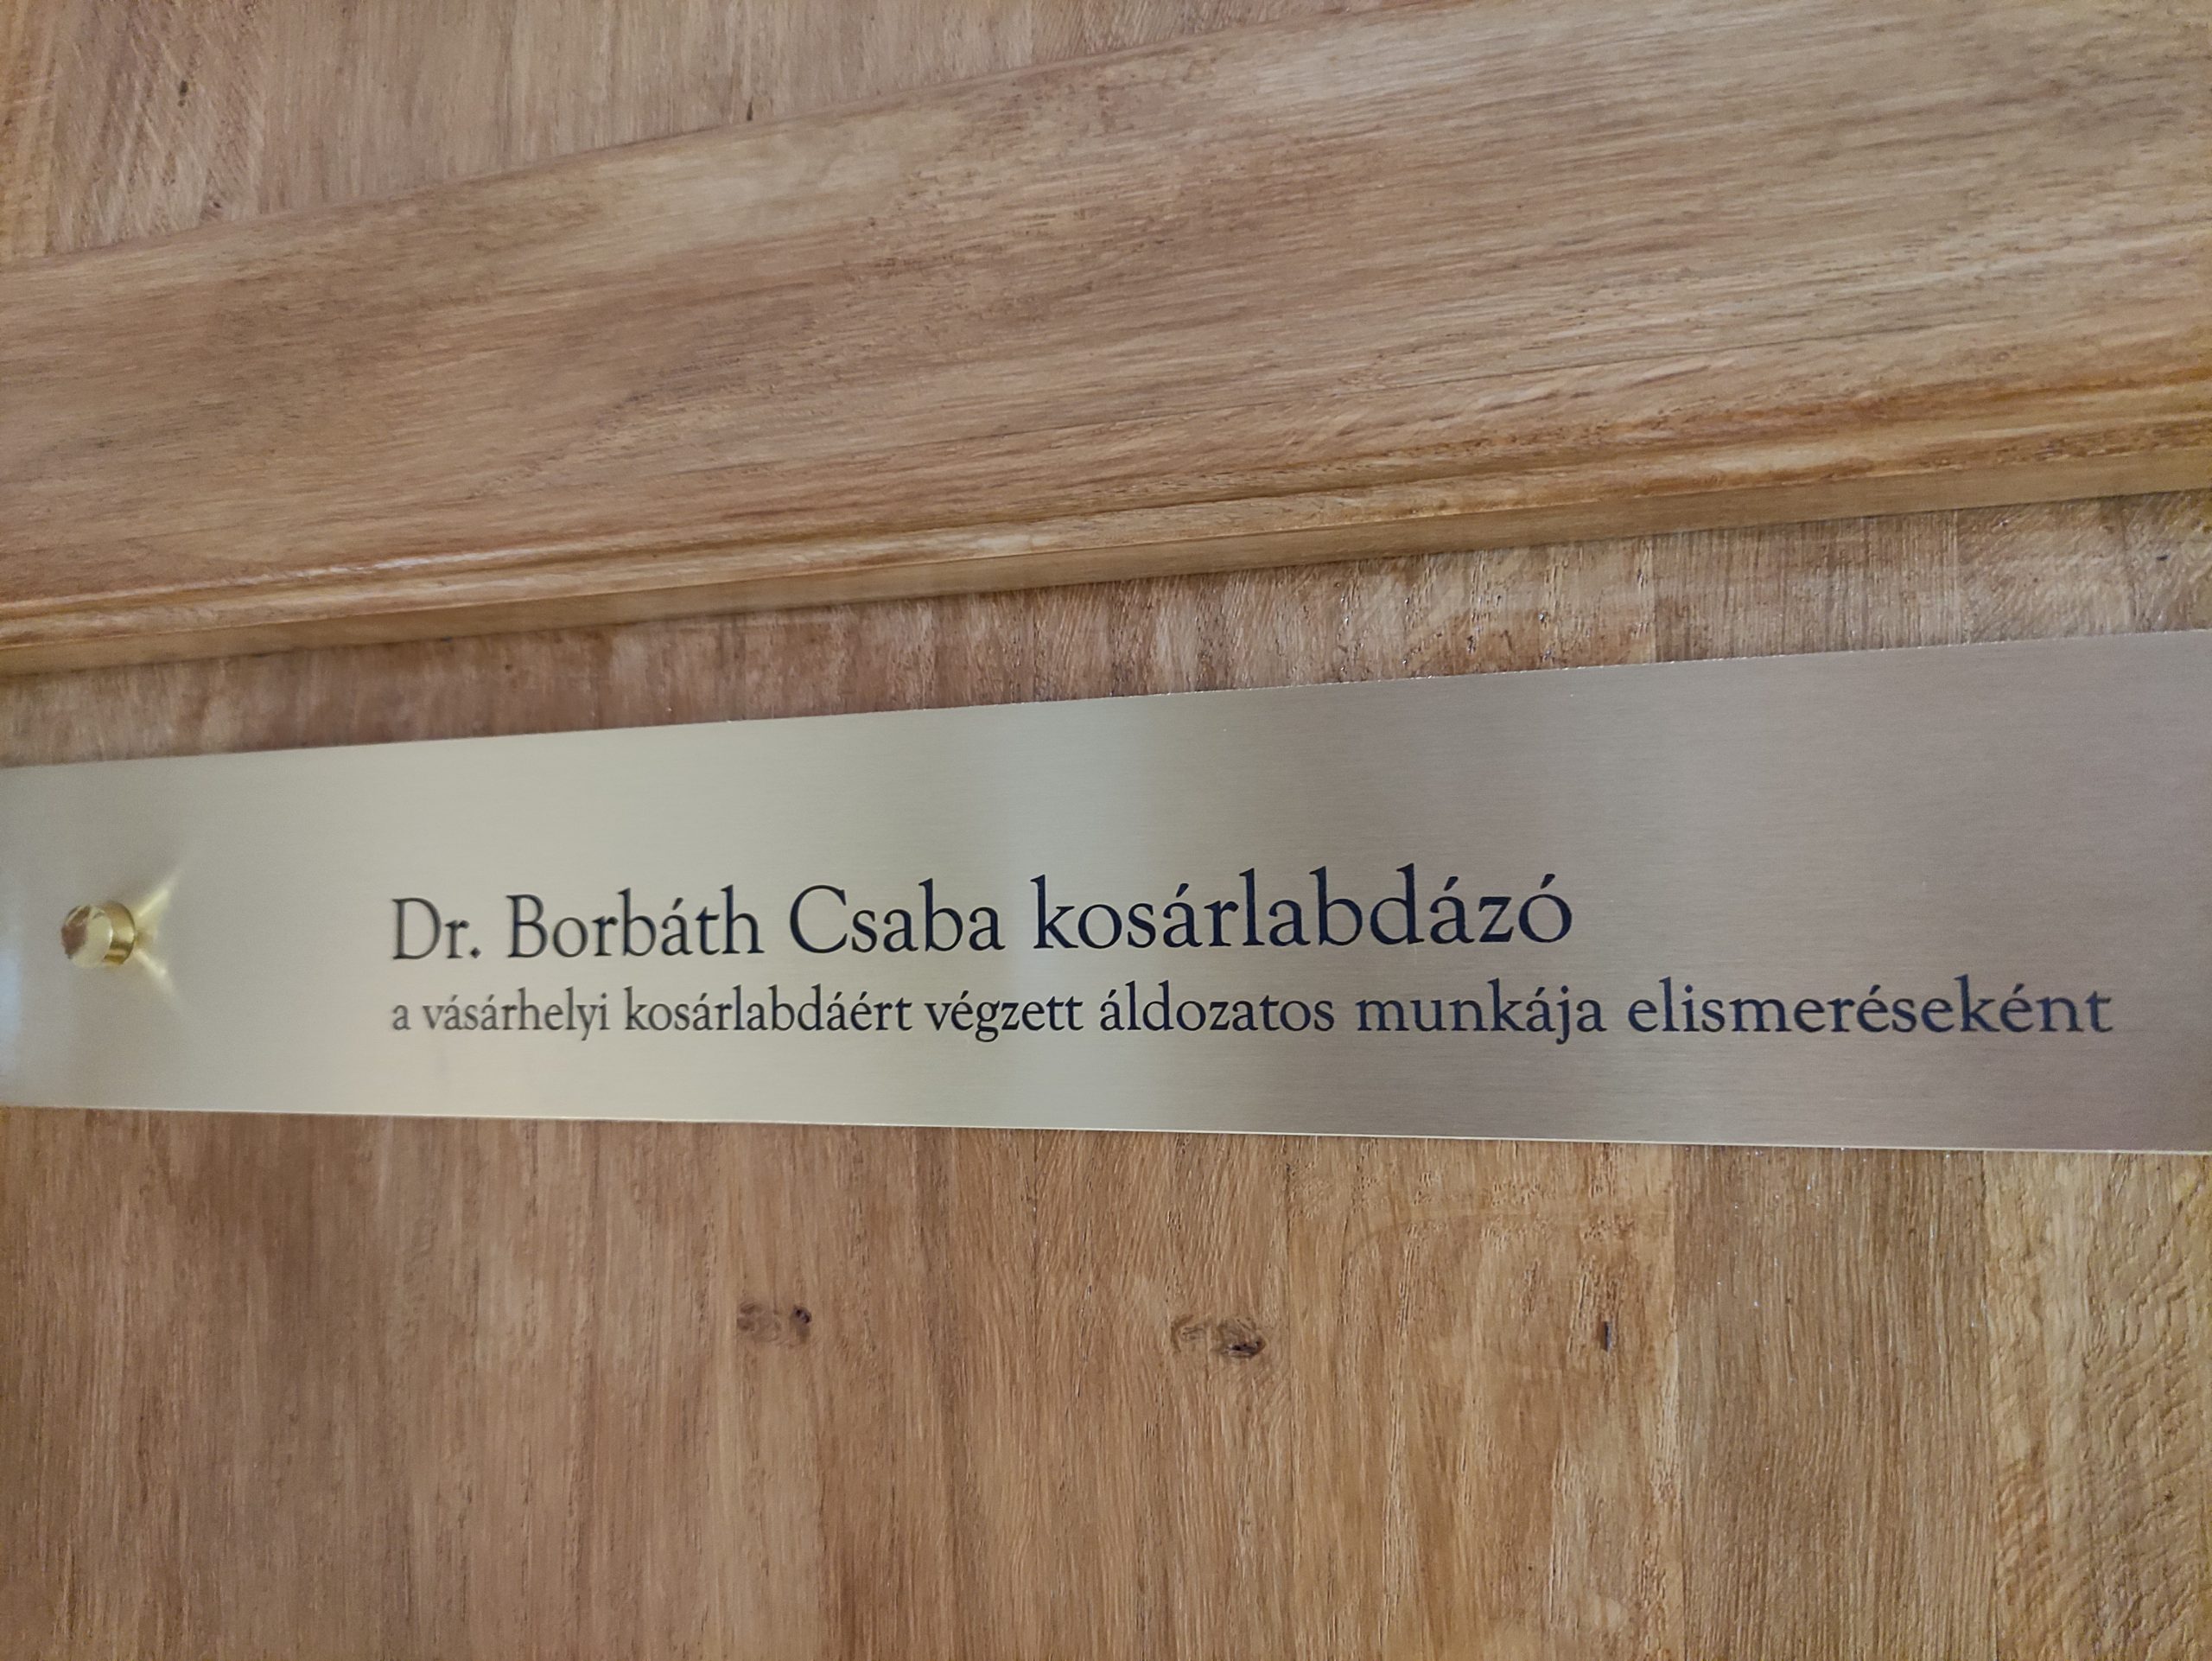 Dr. Borbáth Csaba kosárlabdázó
a vásárhelyi kosárlabdáért végzett áldozatos munkája elismeréseként